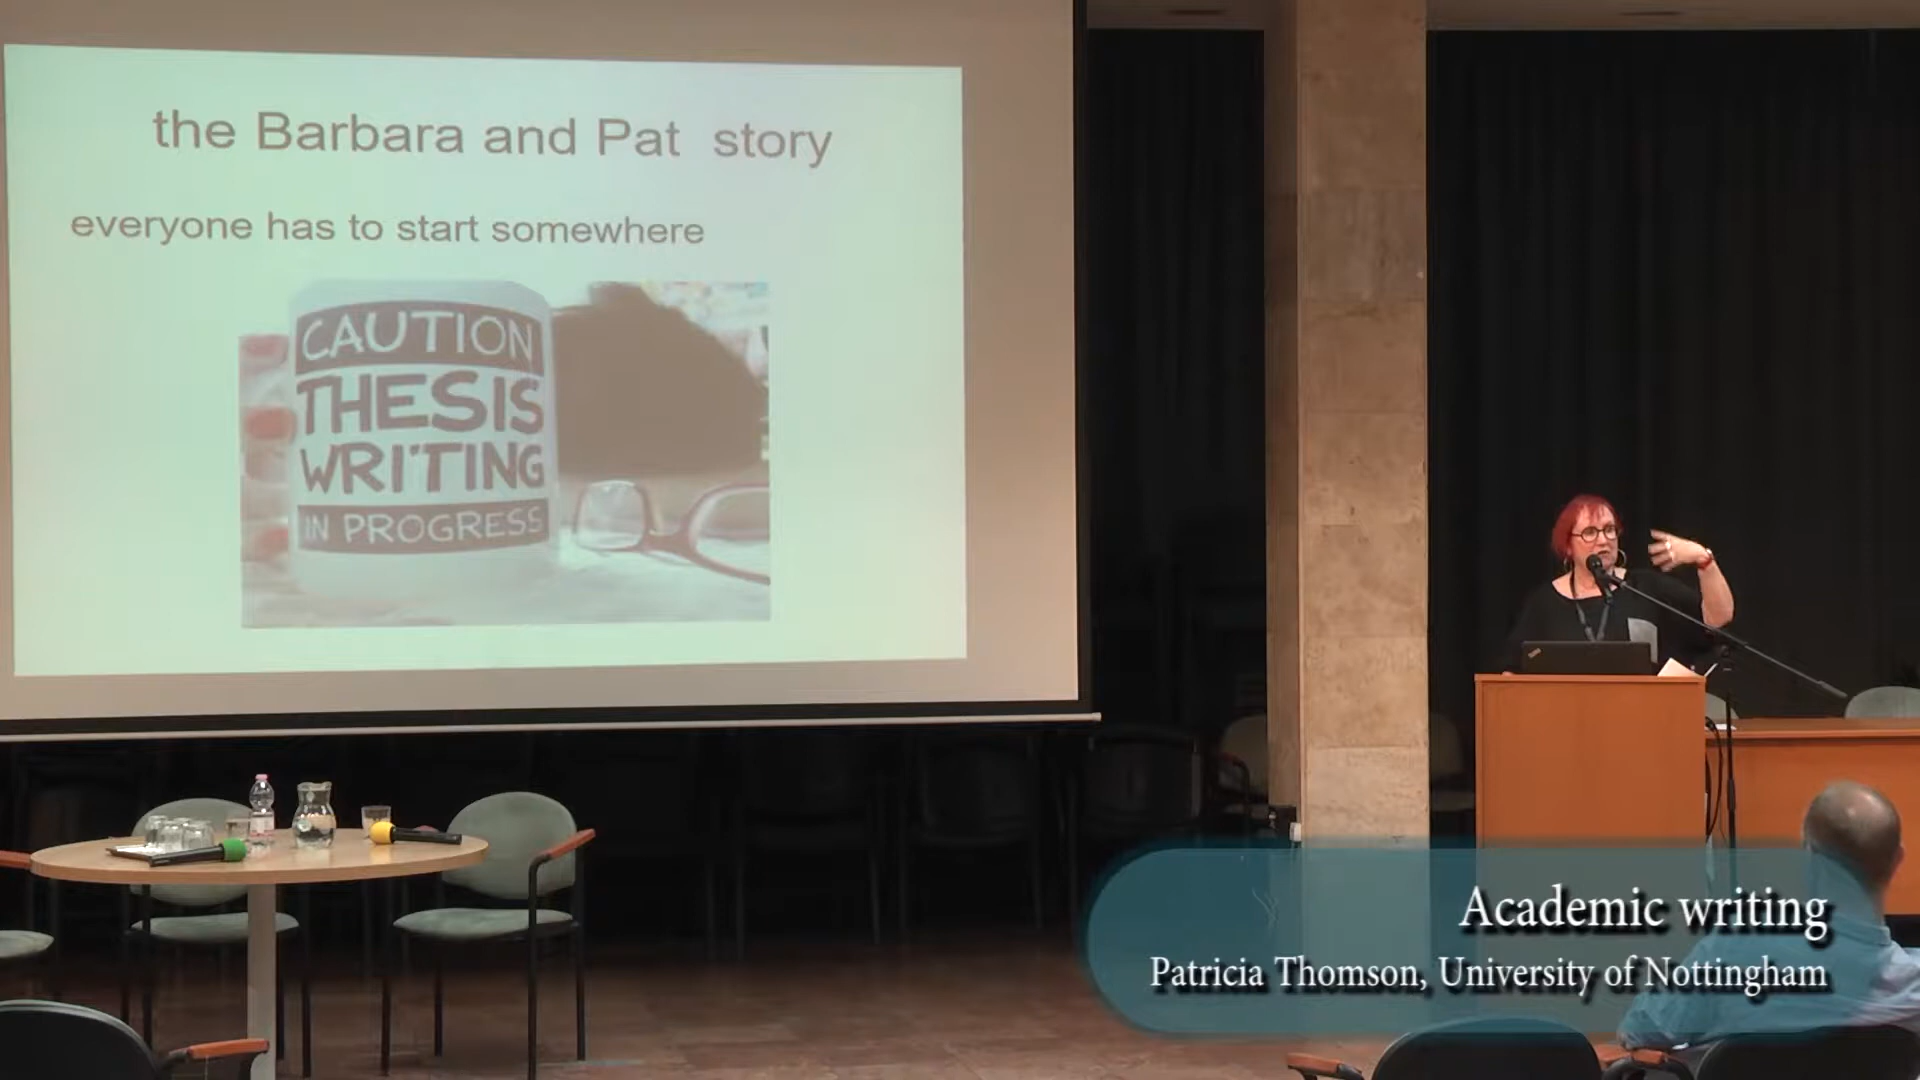 the Barbara and Pat story
everyone has to start somewhere
CAUTION
THESIS
WRITING
IN PROGRESS
Academic writing
Patricia Thomson, University of Nottingham